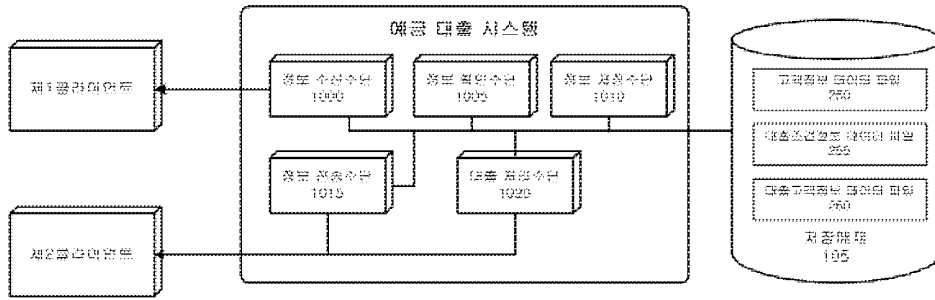 예금 대출 시스템
제1클라이언트
정보 수신수단
1000
정보 확인수단
1005
정보 저장수단
1010
정보 전송수단
1015
대출 처리수단
1020
제2클라이언트
고객정보 데이터 파일
250
대출조건정보 데이터 파일
255
대출고객정보 데이터 파일
260
저장매체
105